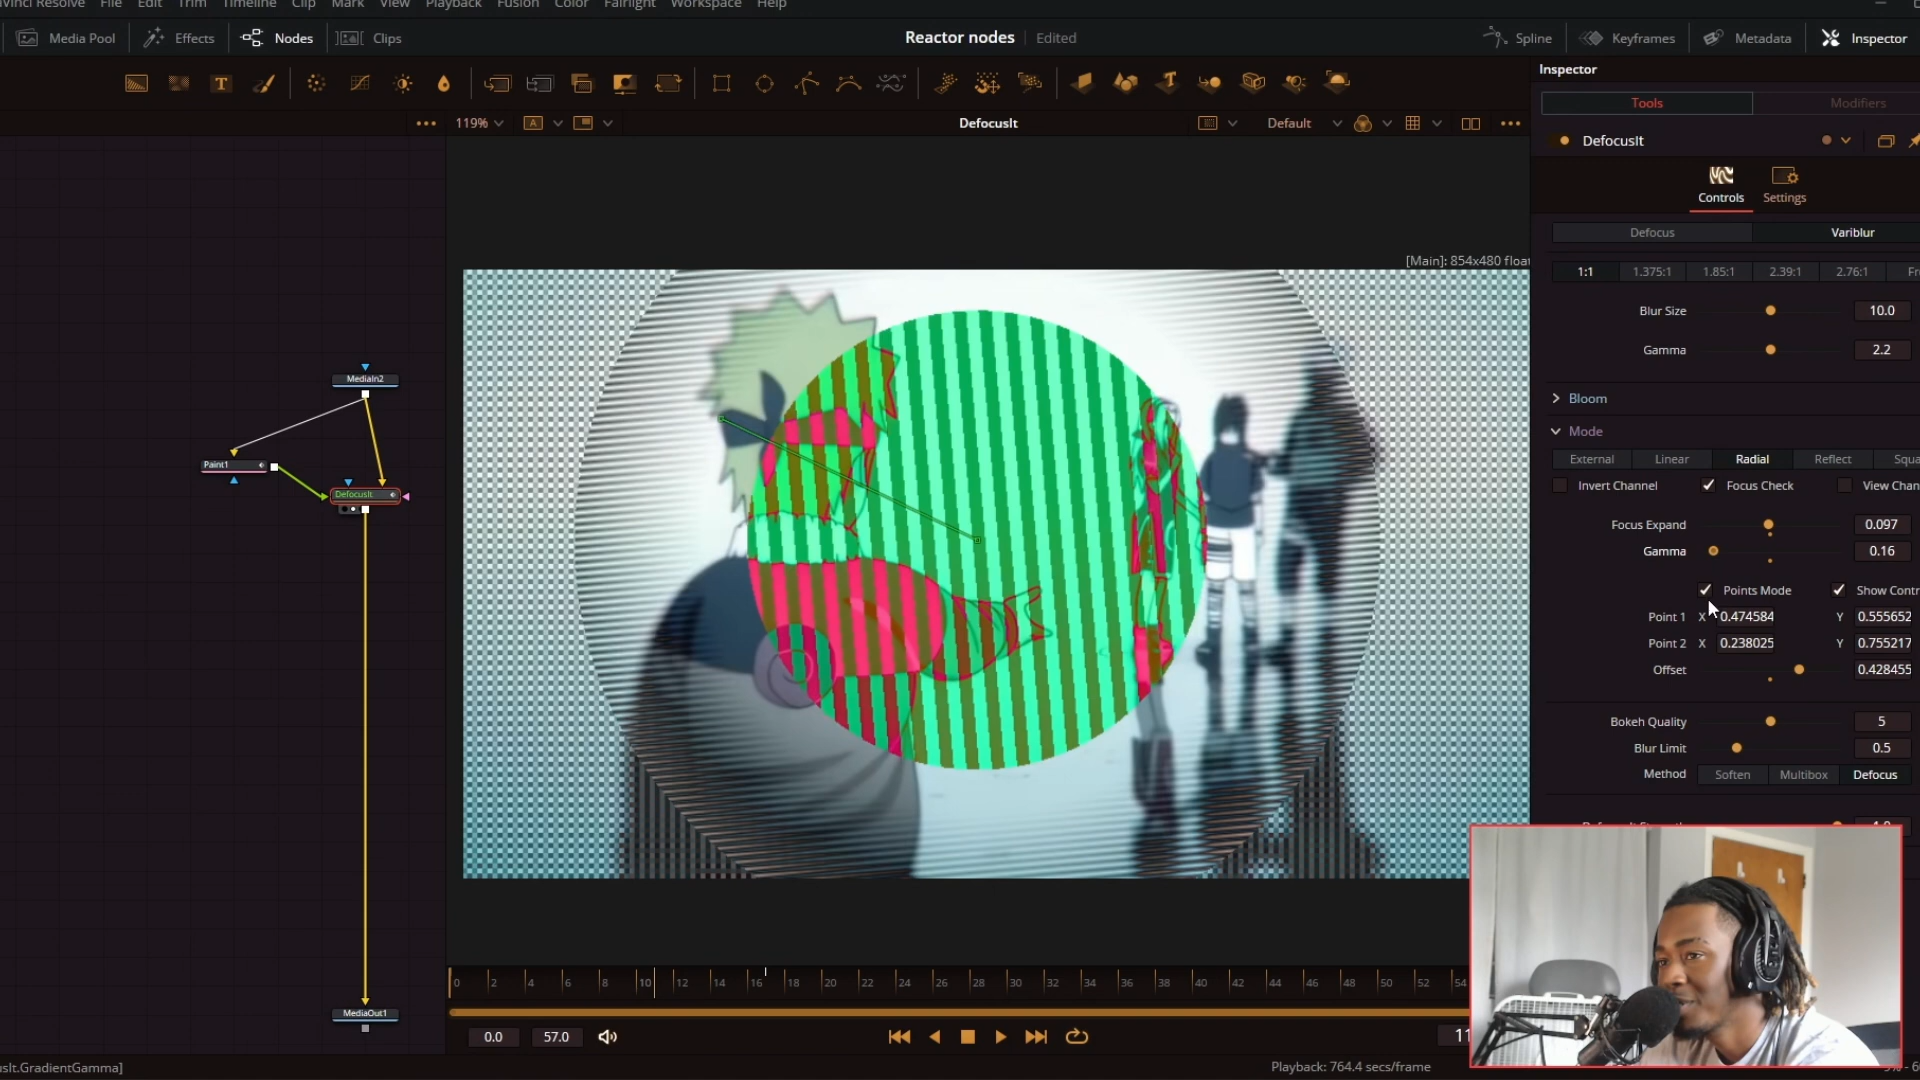 File Edit Trim Timeline Clip Mark View Playback Fusion Color Fairlight Workspace Help
Media Pool Effects Nodes Clips Reactor nodes Edited Spline Keyframes Metadata Inspector
Inspector
Tools Modifiers
119% A DefocusIt Default
DefocusIt
Controls Settings
Defocus Variblur
[Main]: 854x480 float
1:1 1.375:1 1.85:1 2.39:1 2.76:1
Blur Size 10.0
Gamma 2.2
Bloom
Mode
External Linear Radial Reflect
Invert Channel Focus Check View
Focus Expand 0.097
Gamma 0.16
Points Mode Show
Point 1 X 0.474584 Y 0.555652
Point 2 X 0.238025 Y 0.755217
Offset 0.428455
Bokeh Quality 5
Blur Limit 0.5
Method Soften Multibox Defocus
MediaIn2
Paint1
DefocusIt
MediaOut1
0 2 4 6 8 10 12 14 16 18 20 22 24 26 28 30 32 34 36 38 40 42 44 46 48 50 52 54
0.0 57.0
Playback: 764.4 secs/frame